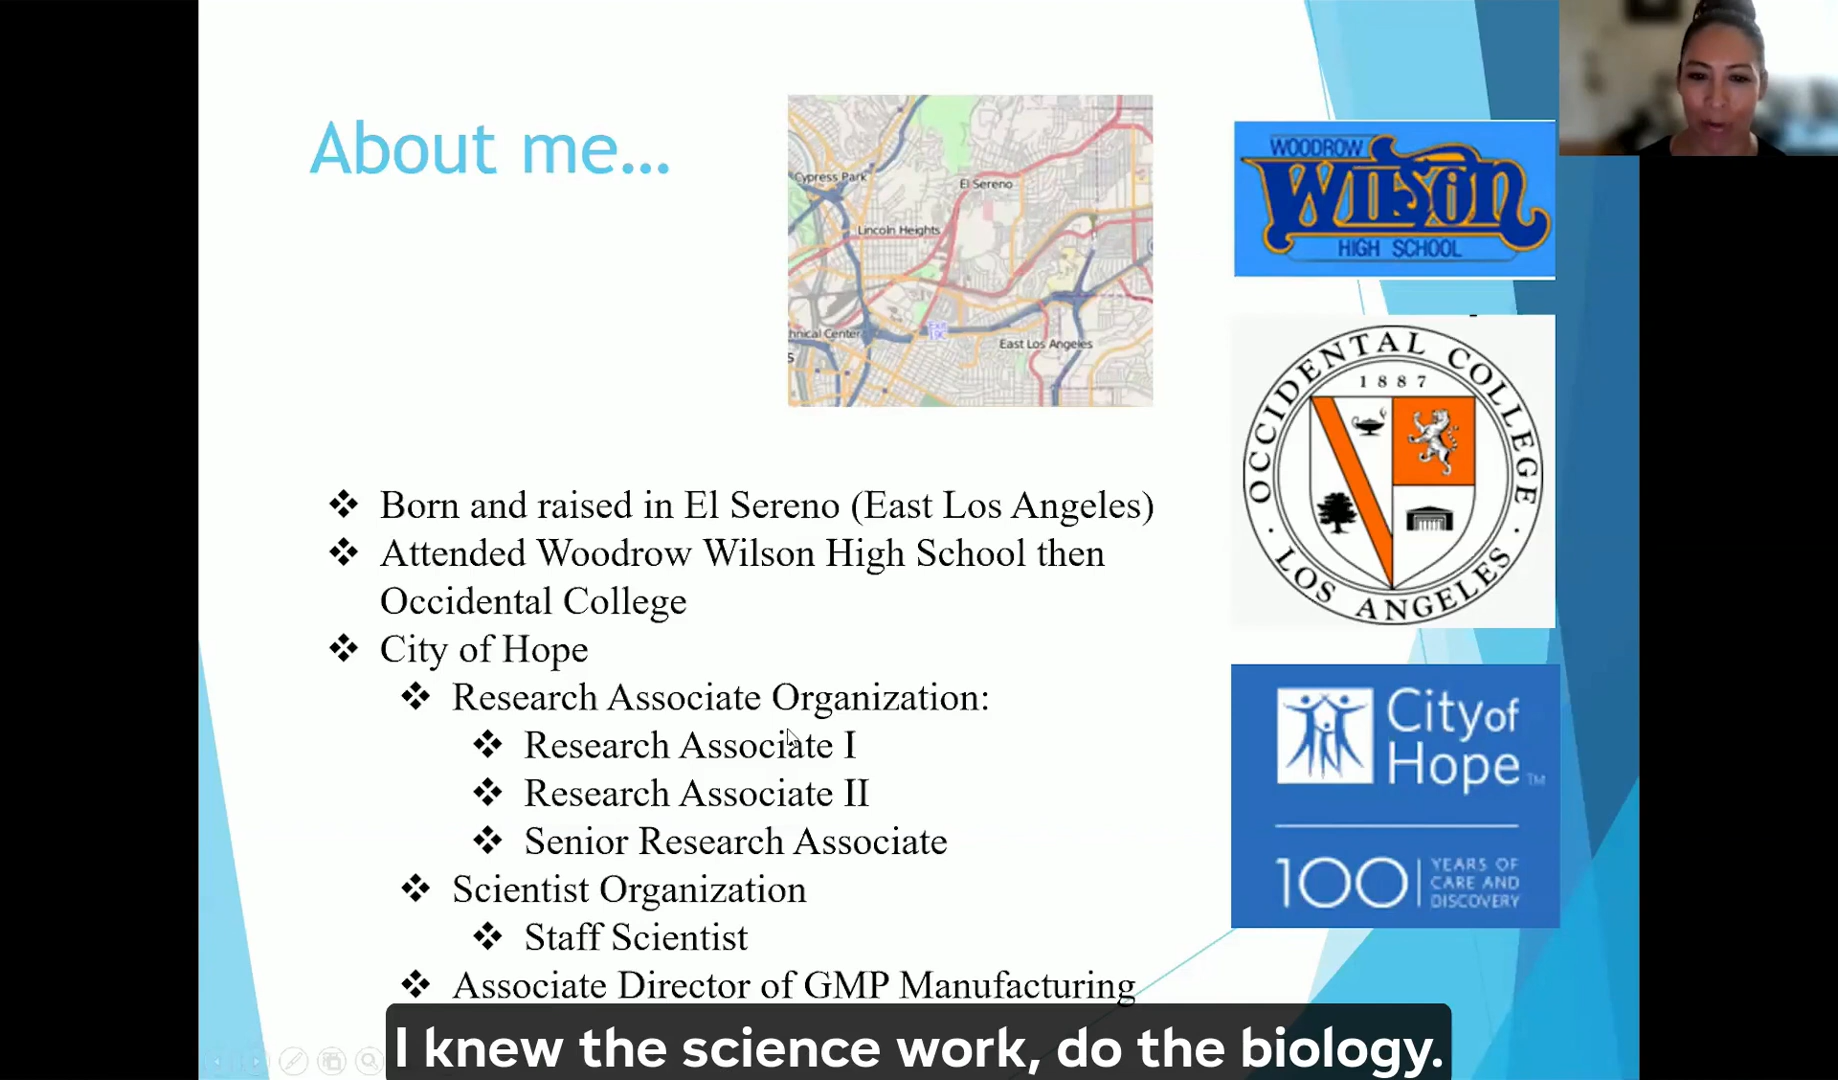 About me...
Cypress Park
El Sereno
Lincoln Heights
hnical Center
5
East Los Angeles
WOODROW
WILSON
HIGH SCHOOL
OCCIDENTAL COLLEGE
1887
LOS ANGELES
Born and raised in El Sereno (East Los Angeles)
Attended Woodrow Wilson High School then
Occidental College
City of Hope
Research Associate Organization:
Research Associate I
Research Associate II
Senior Research Associate
Scientist Organization
Staff Scientist
Associate Director of GMP Manufacturing
City of
Hope™
100 YEARS OF
CARE AND
DISCOVERY
I knew the science work, do the biology.